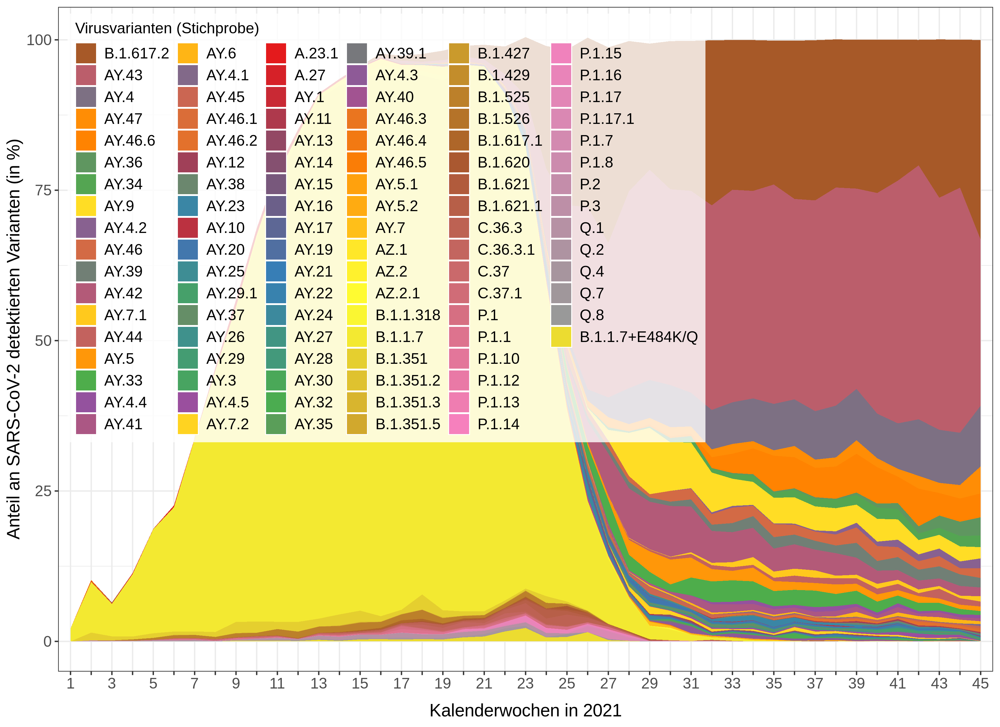 Virusvarianten (Stichprobe)
B.1.617.2
AY.43
AY.4
AY.47
AY.46.6
AY.36
AY.34
AY.9
AY.4.2
AY.46
AY.39
AY.42
AY.7.1
AY.44
AY.5
AY.33
AY.4.4
AY.41
AY.6
AY.4.1
AY.45
AY.46.1
AY.46.2
AY.12
AY.38
AY.23
AY.10
AY.20
AY.25
AY.29.1
AY.37
AY.26
AY.29
AY.3
AY.4.5
AY.7.2
A.23.1
A.27
AY.1
AY.11
AY.13
AY.14
AY.15
AY.16
AY.17
AY.19
AY.21
AY.22
AY.24
AY.27
AY.28
AY.30
AY.32
AY.35
AY.39.1
AY.4.3
AY.40
AY.46.3
AY.46.4
AY.46.5
AY.5.1
AY.5.2
AY.7
AZ.1
AZ.2
AZ.2.1
B.1.1.318
B.1.1.7
B.1.351
B.1.351.2
B.1.351.3
B.1.351.5
B.1.427
B.1.429
B.1.525
B.1.526
B.1.617.1
B.1.620
B.1.621
B.1.621.1
C.36.3
C.36.3.1
C.37
C.37.1
P.1
P.1.1
P.1.10
P.1.12
P.1.13
P.1.14
P.1.15
P.1.16
P.1.17
P.1.17.1
P.1.7
P.1.8
P.2
P.3
Q.1
Q.2
Q.4
Q.7
Q.8
B.1.1.7+E484K/Q
Anteil an SARS-CoV-2 detektierten Varianten (in %)
100
75
50
25
0
1 3 5 7 9 11 13 15 17 19 21 23 25 27 29 31 33 35 37 39 41 43 45
Kalenderwochen in 2021